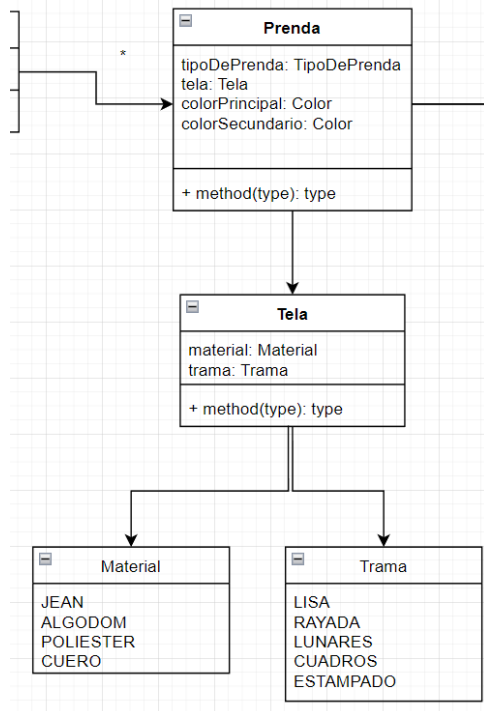 *
Prenda
tipoDePrenda: TipoDePrenda
tela: Tela
colorPrincipal: Color
colorSecundario: Color
+ method(type): type
Tela
material: Material
trama: Trama
+ method(type): type
Material
JEAN
ALGODOM
POLIESTER
CUERO
Trama
LISA
RAYADA
LUNARES
CUADROS
ESTAMPADO